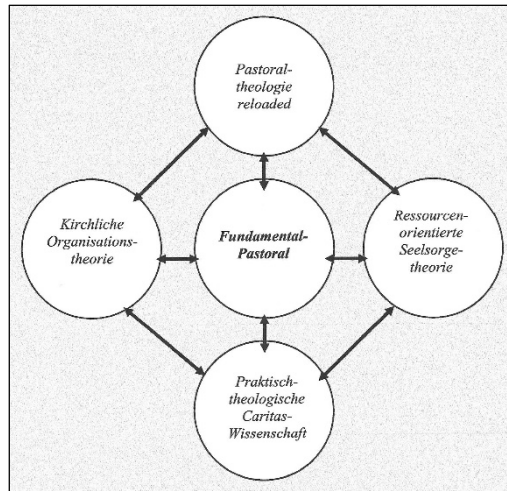 Pastoral-
theologie
reloaded
Kirchliche
Organisations-
theorie
Fundamental-
Pastoral
Ressourcen-
orientierte
Seelsorge-
theorie
Praktisch-
theologische
Caritas-
Wissenschaft